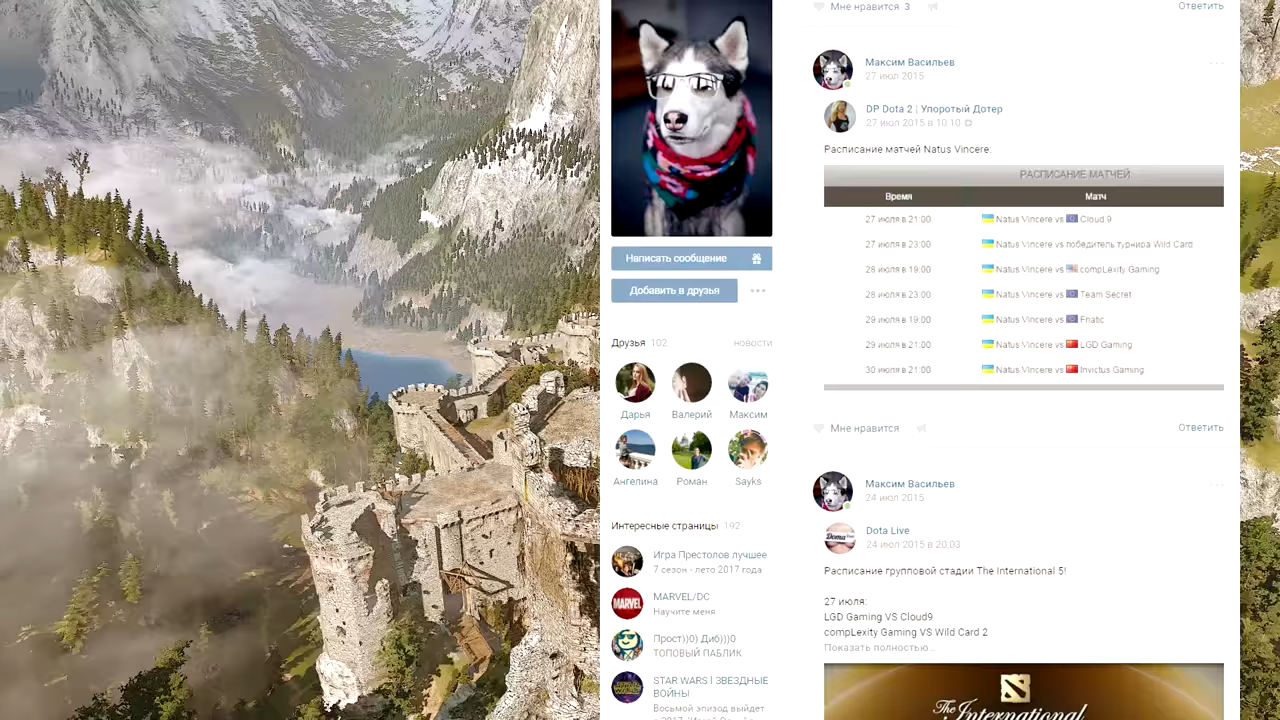 Написать сообщение
Добавить в друзья
Друзья 102 новости
Дарья Валерий Максим
Ангелина Роман Sayks
Интересные страницы 192
Игра Престолов лучшее
7 сезон - лето 2017 года
MARVEL
MARVEL/DC
Научите меня
Прост))0) Диб)))0
ТОПОВЫЙ ПАБЛИК
STAR WARS | ЗВЕЗДНЫЕ
ВОЙНЫ
Восьмой эпизод выйдет
Мне нравится 3 Ответить
Максим Васильев
27 июл 2015
DP Dota 2 | Упоротый Дотер
27 июл 2015 в 10:10
Расписание матчей Natus Vincere:
РАСПИСАНИЕ МАТЧЕЙ
Время Матч
27 июля в 21:00 Natus Vincere vs Cloud 9
27 июля в 23:00 Natus Vincere vs победитель турнира Wild Card
28 июля в 19:00 Natus Vincere vs compLexity Gaming
28 июля в 23:00 Natus Vincere vs Team Secret
29 июля в 19:00 Natus Vincere vs Fnatic
29 июля в 21:00 Natus Vincere vs LGD Gaming
30 июля в 21:00 Natus Vincere vs Invictus Gaming
Мне нравится Ответить
Максим Васильев
24 июл 2015
Dota Live
24 июл 2015 в 20:03
Расписание групповой стадии The International 5!
27 июля:
LGD Gaming VS Cloud9
compLexity Gaming VS Wild Card 2
Показать полностью...
The International